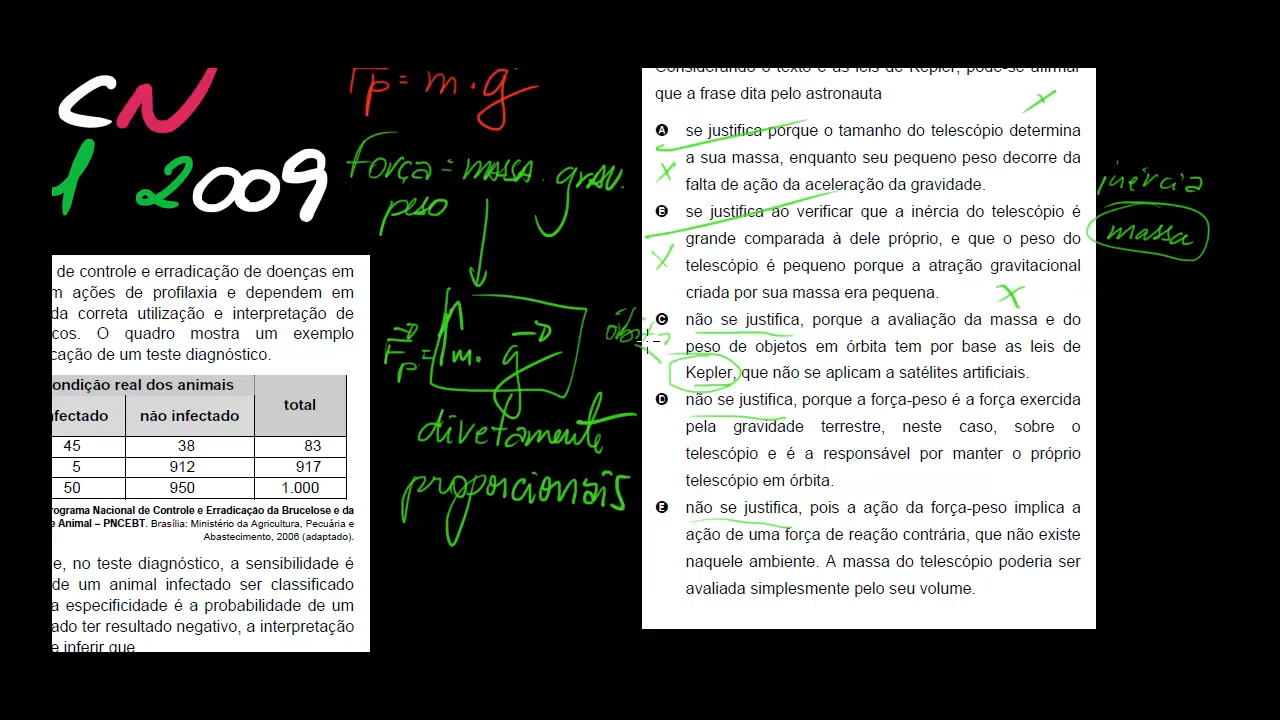 CN
1 2009
Fp = m . g
força = massa . grav.
peso
Fp = m . g
diretamente
proporcionais
de controle e erradicação de doenças em
m ações de profilaxia e dependem em
da correta utilização e interpretação de
cos. O quadro mostra um exemplo
cação de um teste diagnóstico.
ondição real dos animais
total
nfectado não infectado
45 38 83
5 912 917
50 950 1.000
rograma Nacional de Controle e Erradicação da Brucelose e da
e Animal – PNCEBT. Brasília: Ministério da Agricultura, Pecuária e
Abastecimento, 2006 (adaptado).
e, no teste diagnóstico, a sensibilidade é
de um animal infectado ser classificado
a especificidade é a probabilidade de um
ado ter resultado negativo, a interpretação
e inferir que
Considerando o texto e as leis de Kepler, pode-se afirmar
que a frase dita pelo astronauta
A se justifica porque o tamanho do telescópio determina
a sua massa, enquanto seu pequeno peso decorre da
falta de ação da aceleração da gravidade.
B se justifica ao verificar que a inércia do telescópio é
grande comparada à dele próprio, e que o peso do
telescópio é pequeno porque a atração gravitacional
criada por sua massa era pequena.
C não se justifica, porque a avaliação da massa e do
peso de objetos em órbita tem por base as leis de
Kepler, que não se aplicam a satélites artificiais.
D não se justifica, porque a força-peso é a força exercida
pela gravidade terrestre, neste caso, sobre o
telescópio e é a responsável por manter o próprio
telescópio em órbita.
E não se justifica, pois a ação da força-peso implica a
ação de uma força de reação contrária, que não existe
naquele ambiente. A massa do telescópio poderia ser
avaliada simplesmente pelo seu volume.
órbita
inércia
massa